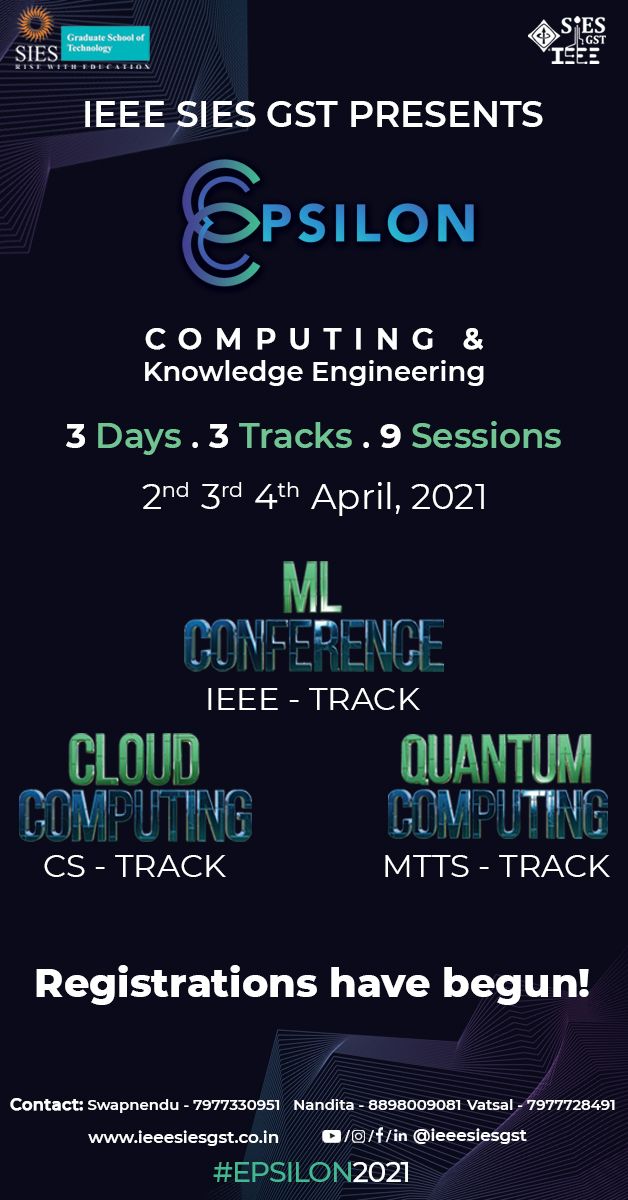 SIES
Graduate School of
Technology
RISE WITH EDUCATION
SIES
GST
IEEE
IEEE SIES GST PRESENTS
EPSILON
COMPUTING &
Knowledge Engineering
3 Days . 3 Tracks . 9 Sessions
2nd 3rd 4th April, 2021
ML
CONFERENCE
IEEE - TRACK
CLOUD
COMPUTING
CS - TRACK
QUANTUM
COMPUTING
MTTS - TRACK
Registrations have begun!
Contact: Swapnendu - 7977330951 Nandita - 8898009081 Vatsal - 7977728491
www.ieeesiesgst.co.in / / f / in @ieeesiesgst
#EPSILON2021